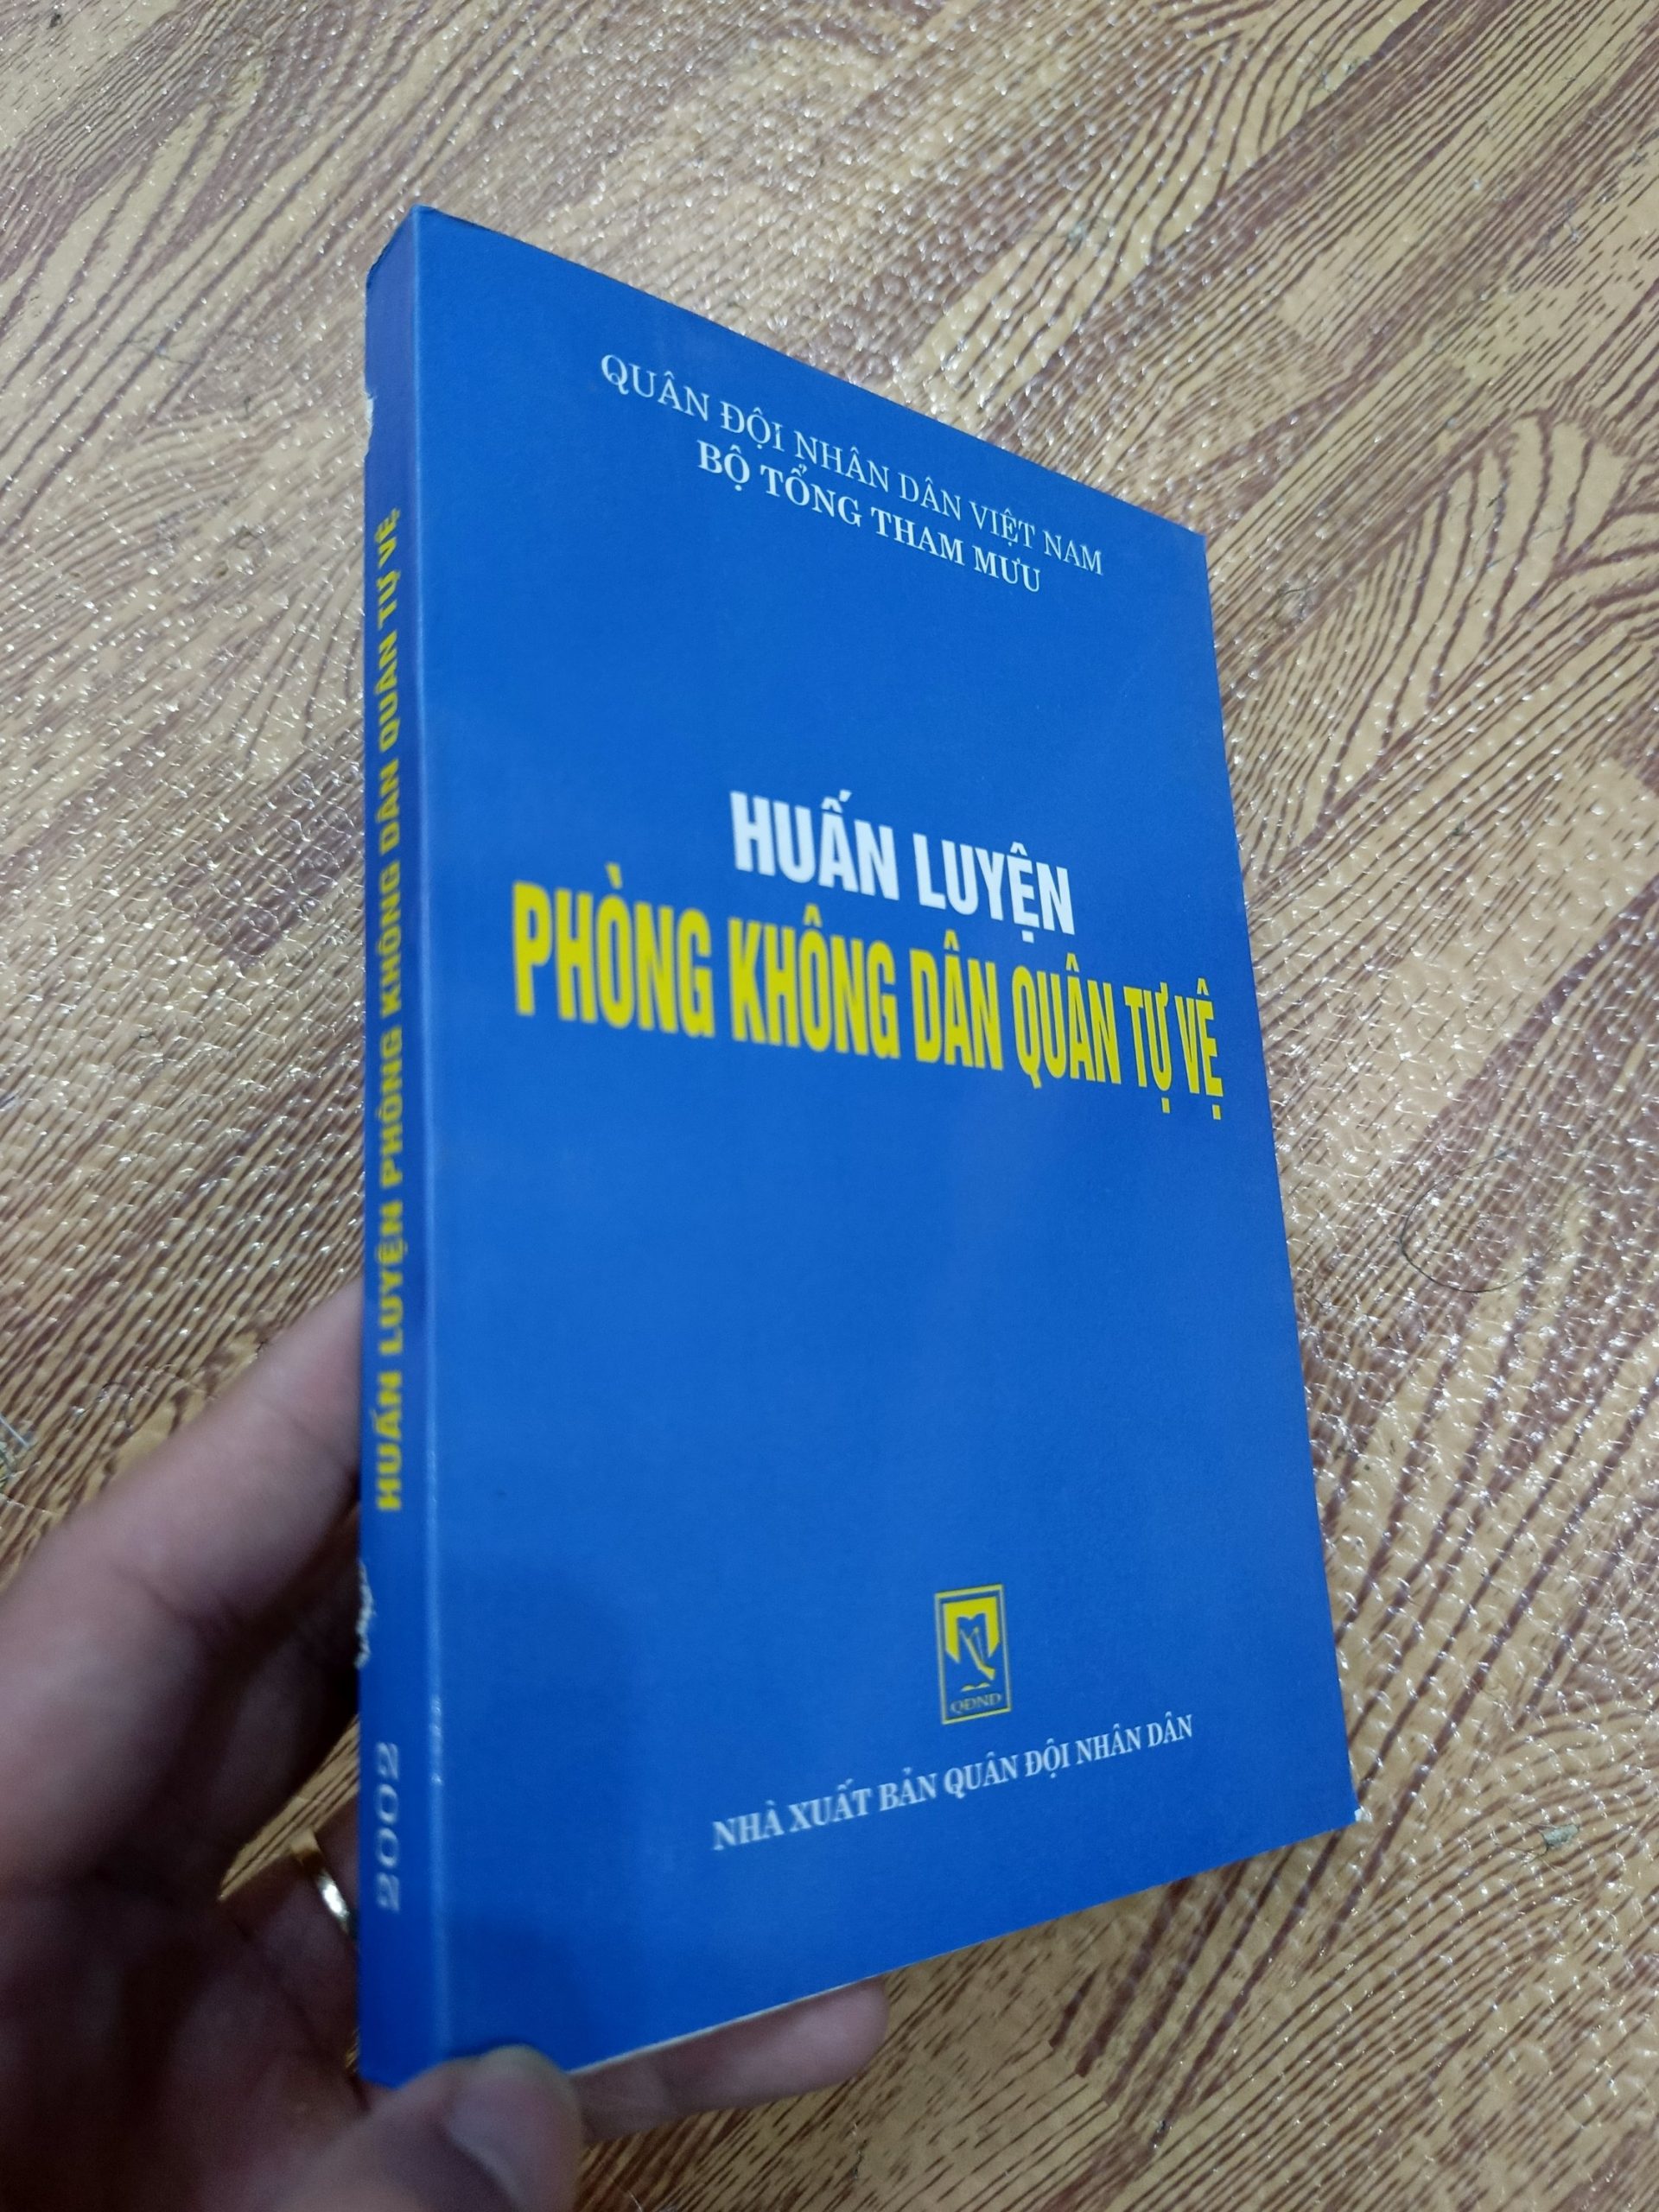 QUÂN ĐỘI NHÂN DÂN VIỆT NAM
BỘ TỔNG THAM MƯU
HUẤN LUYỆN
PHÒNG KHÔNG DÂN QUÂN TỰ VỆ
QĐND
NHÀ XUẤT BẢN QUÂN ĐỘI NHÂN DÂN
HUẤN LUYỆN PHÒNG KHÔNG DÂN QUÂN TỰ VỆ
2002